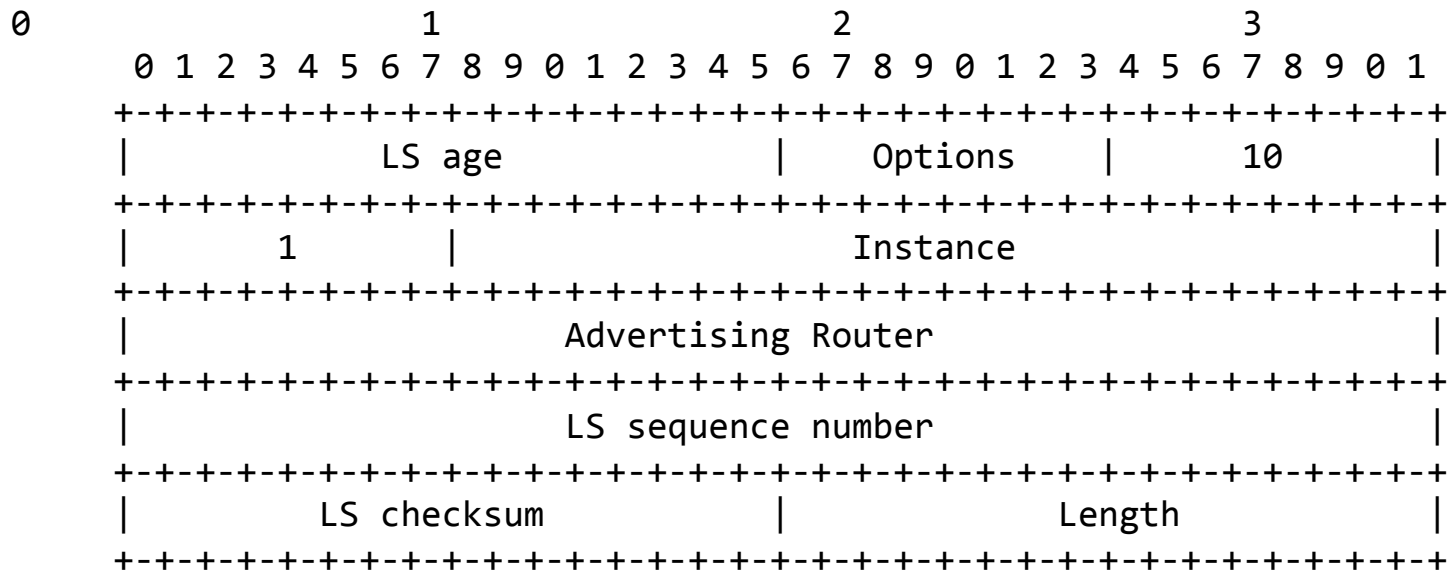 0                   1                   2                   3
 0 1 2 3 4 5 6 7 8 9 0 1 2 3 4 5 6 7 8 9 0 1 2 3 4 5 6 7 8 9 0 1
+-+-+-+-+-+-+-+-+-+-+-+-+-+-+-+-+-+-+-+-+-+-+-+-+-+-+-+-+-+-+-+-+
|            LS age             |    Options    |      10       |
+-+-+-+-+-+-+-+-+-+-+-+-+-+-+-+-+-+-+-+-+-+-+-+-+-+-+-+-+-+-+-+-+
|       1       |                   Instance                    |
+-+-+-+-+-+-+-+-+-+-+-+-+-+-+-+-+-+-+-+-+-+-+-+-+-+-+-+-+-+-+-+-+
|                     Advertising Router                        |
+-+-+-+-+-+-+-+-+-+-+-+-+-+-+-+-+-+-+-+-+-+-+-+-+-+-+-+-+-+-+-+-+
|                     LS sequence number                        |
+-+-+-+-+-+-+-+-+-+-+-+-+-+-+-+-+-+-+-+-+-+-+-+-+-+-+-+-+-+-+-+-+
|         LS checksum           |             Length            |
+-+-+-+-+-+-+-+-+-+-+-+-+-+-+-+-+-+-+-+-+-+-+-+-+-+-+-+-+-+-+-+-+